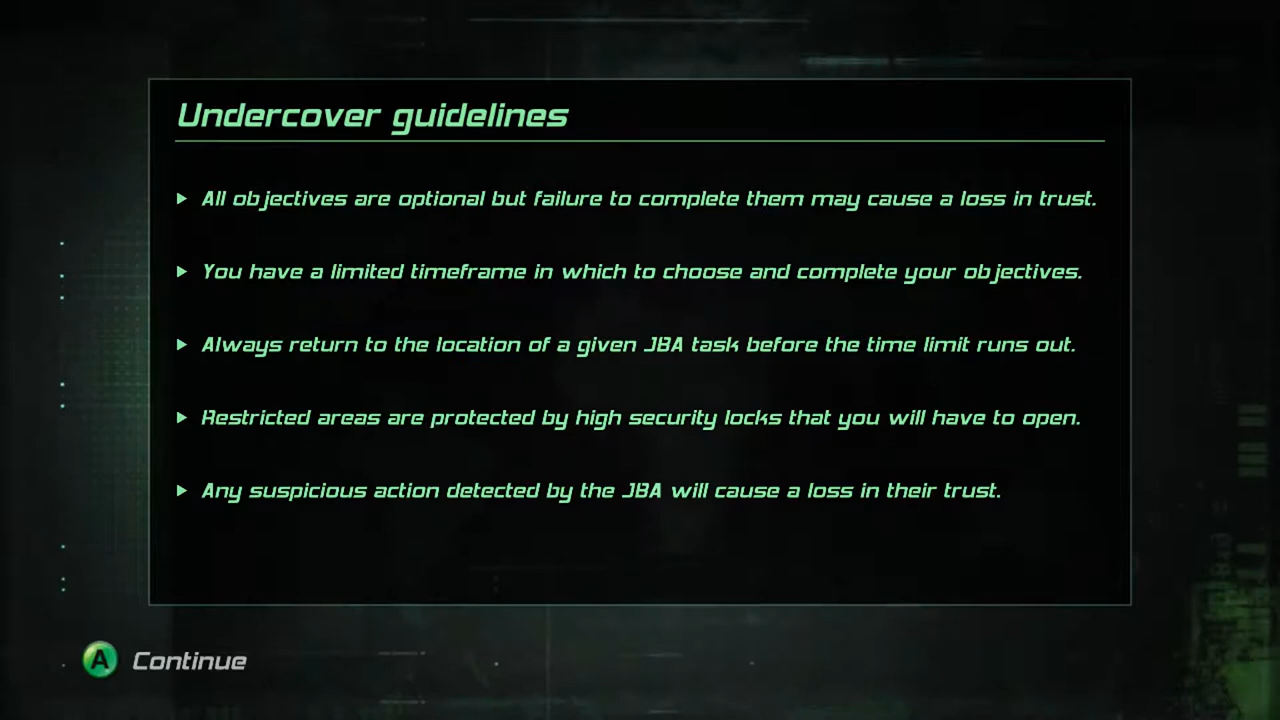 Undercover guidelines
All objectives are optional but failure to complete them may cause a loss in trust.
You have a limited timeframe in which to choose and complete your objectives.
Always return to the location of a given JBA task before the time limit runs out.
Restricted areas are protected by high security locks that you will have to open.
Any suspicious action detected by the JBA will cause a loss in their trust.
A Continue